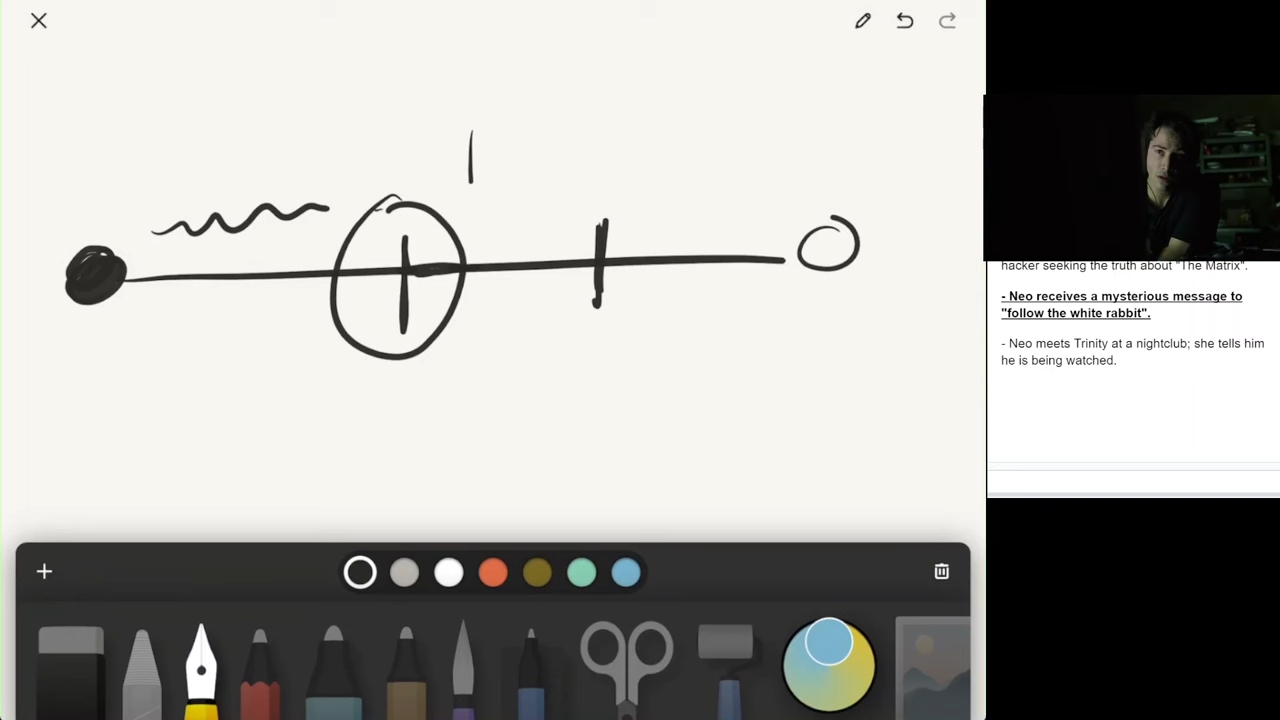 hacker seeking the truth about "The Matrix".
- Neo receives a mysterious message to
"follow the white rabbit".
- Neo meets Trinity at a nightclub; she tells him
he is being watched.